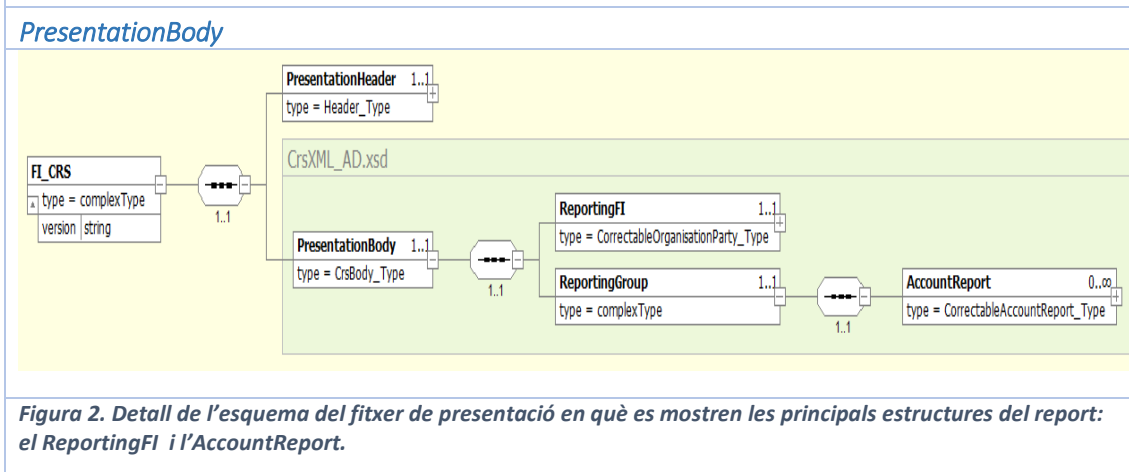 PresentationBody
PresentationHeader 1..1
type = Header_Type
CrsXML_AD.xsd
FI_CRS
type = complexType
version string
1..1
PresentationBody 1..1
type = CrsBody_Type
1..1
ReportingFI 1..1
type = CorrectableOrganisationParty_Type
ReportingGroup 1..1
type = complexType
1..1
AccountReport 0..∞
type = CorrectableAccountReport_Type
Figura 2. Detall de l’esquema del fitxer de presentació en què es mostren les principals estructures del report:
el ReportingFI i l’AccountReport.